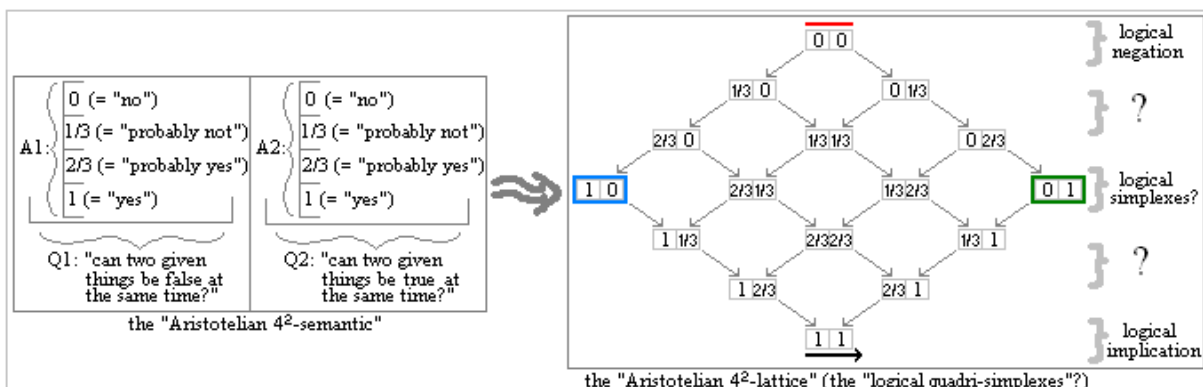 A1:
0 (= "no")
1/3 (= "probably not")
2/3 (= "probably yes")
1 (= "yes")
Q1: "can two given
things be false at
the same time?"
A2:
0 (= "no")
1/3 (= "probably not")
2/3 (= "probably yes")
1 (= "yes")
Q2: "can two given
things be true at
the same time?"
the "Aristotelian 4²-semantic"
0 0
logical
negation
1/3 0 0 1/3
?
2/3 0 1/3 1/3 0 2/3
1 0 2/3 1/3 1/3 2/3 0 1
logical
simplexes?
1 1/3 2/3 2/3 1/3 1
?
1 2/3 2/3 1
1 1
logical
implication
the "Aristotelian 4²-lattice" (the "logical quadri-simplexes"?)